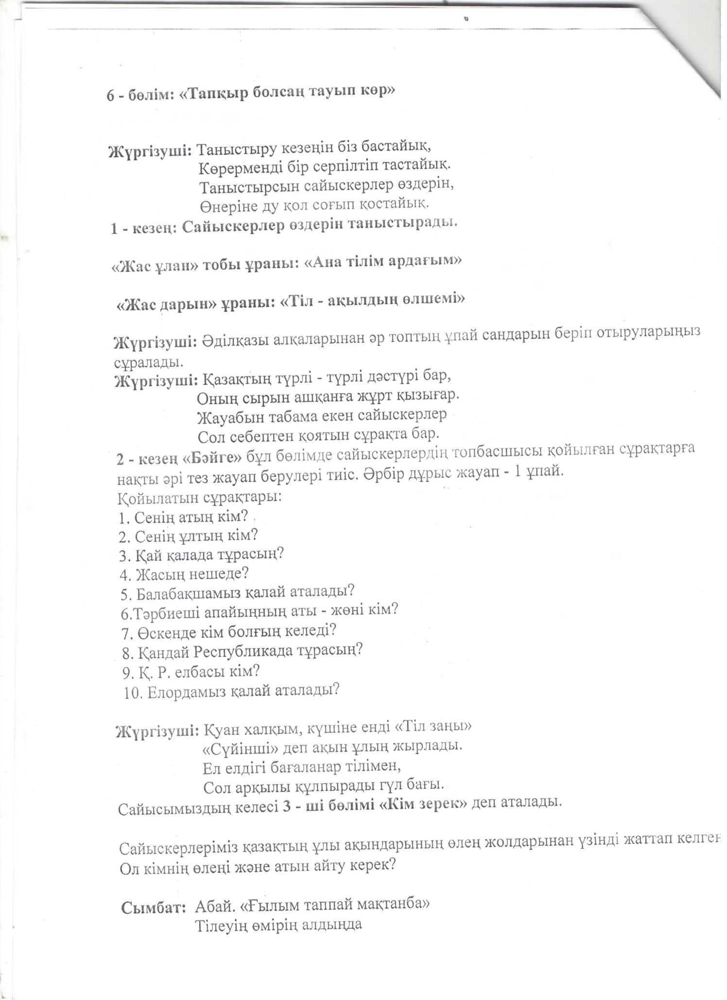 6 - бөлім: «Тапқыр болсаң тауып көр»
Жүргізуші: Таныстыру кезеңін біз бастайық,
Көрерменді бір серпілтіп тастайық.
Таныстырсын сайыскерлер өздерін,
Өнеріне ду қол соғып қостайық.
1 - кезең: Сайыскерлер өздерін таныстырады.
«Жас ұлан» тобы ұраны: «Ана тілім ардағым»
«Жас дарын» ұраны: «Тіл - ақылдың өлшемі»
Жүргізуші: Әділқазы алқаларынан әр топтың ұпай сандарын беріп отыруларыңыз
сұралады.
Жүргізуші: Қазақтың түрлі - түрлі дәстүрі бар,
Оның сырын ашқанға жұрт қызығар.
Жауабын табама екен сайыскерлер
Сол себептен қоятын сұрақта бар.
2 - кезең «Бәйге» бұл бөлімде сайыскерлердің топбасшысы қойылған сұрақтарға
нақты әрі тез жауап берулері тиіс. Әрбір дұрыс жауап - 1 ұпай.
Қойылатын сұрақтары:
1. Сенің атың кім?
2. Сенің ұлтың кім?
3. Қай қалада тұрасың?
4. Жасың нешеде?
5. Балабақшамыз қалай аталады?
6.Тәрбиеші апайыңның аты - жөні кім?
7. Өскенде кім болғың келеді?
8. Қандай Республикада тұрасың?
9. Қ. Р. елбасы кім?
10. Елордамыз қалай аталады?
Жүргізуші: Қуан халқым, күшіне енді «Тіл заңы»
«Сүйінші» деп ақын ұлың жырлады.
Ел елдігі бағаланар тілімен,
Сол арқылы құлпырады гүл бағы.
Сайысымыздың келесі 3 - ші бөлімі «Кім зерек» деп аталады.
Сайыскерлеріміз қазақтың ұлы ақындарының өлең жолдарынан үзінді жаттап келген
Ол кімнің өлеңі және атын айту керек?
Сымбат: Абай. «Ғылым таппай мақтанба»
Тілеуің өмірің алдыңда